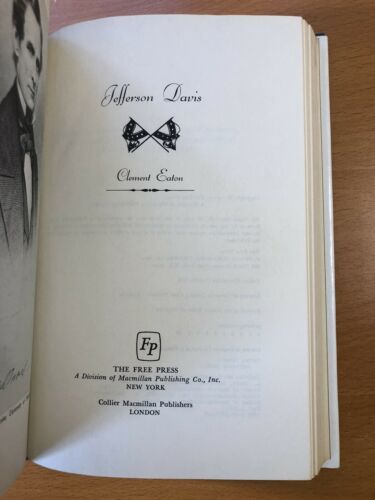 Jefferson Davis
Clement Eaton
FP
THE FREE PRESS
A Division of Macmillan Publishing Co., Inc.
NEW YORK
Collier Macmillan Publishers
LONDON